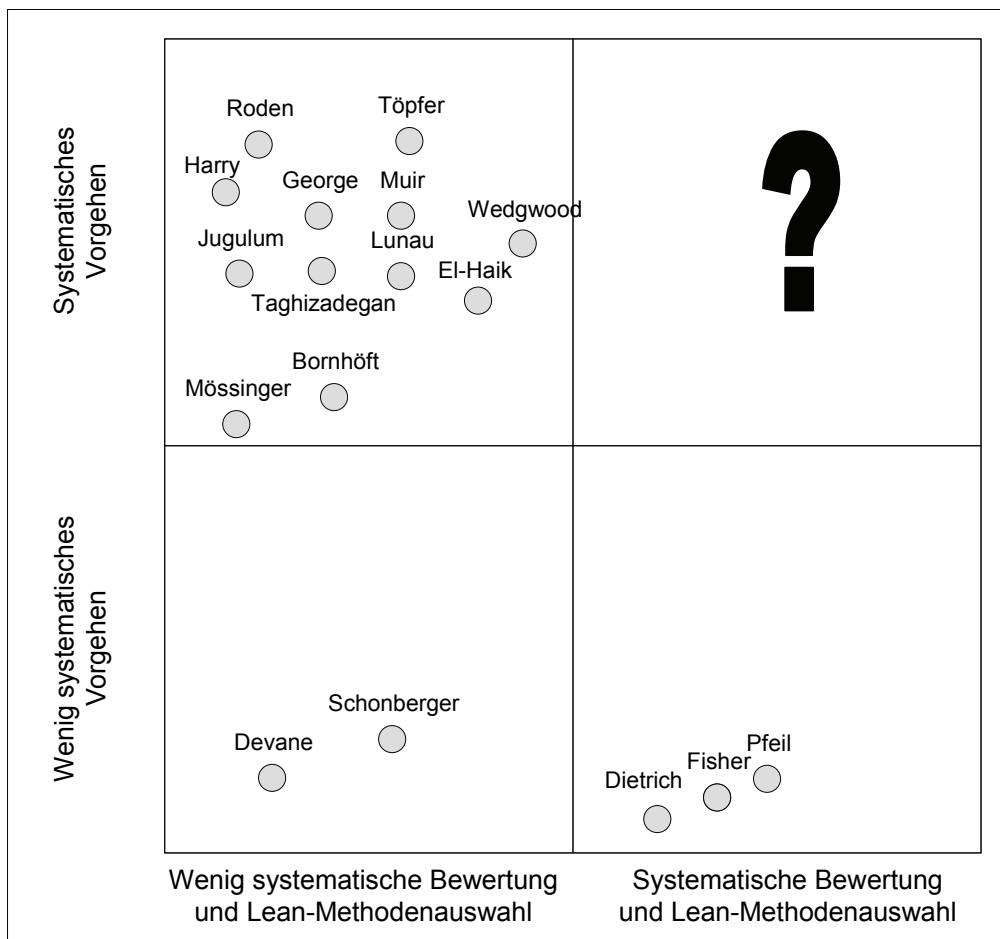 Systematisches
Vorgehen
Roden
Töpfer
Harry
George
Muir
Wedgwood
Jugulum
Lunau
El-Haik
Taghizadegan
Bornhöft
Mössinger
?
Wenig systematisches
Vorgehen
Schonberger
Devane
Pfeil
Fisher
Dietrich
Wenig systematische Bewertung
und Lean-Methodenauswahl
Systematische Bewertung
und Lean-Methodenauswahl